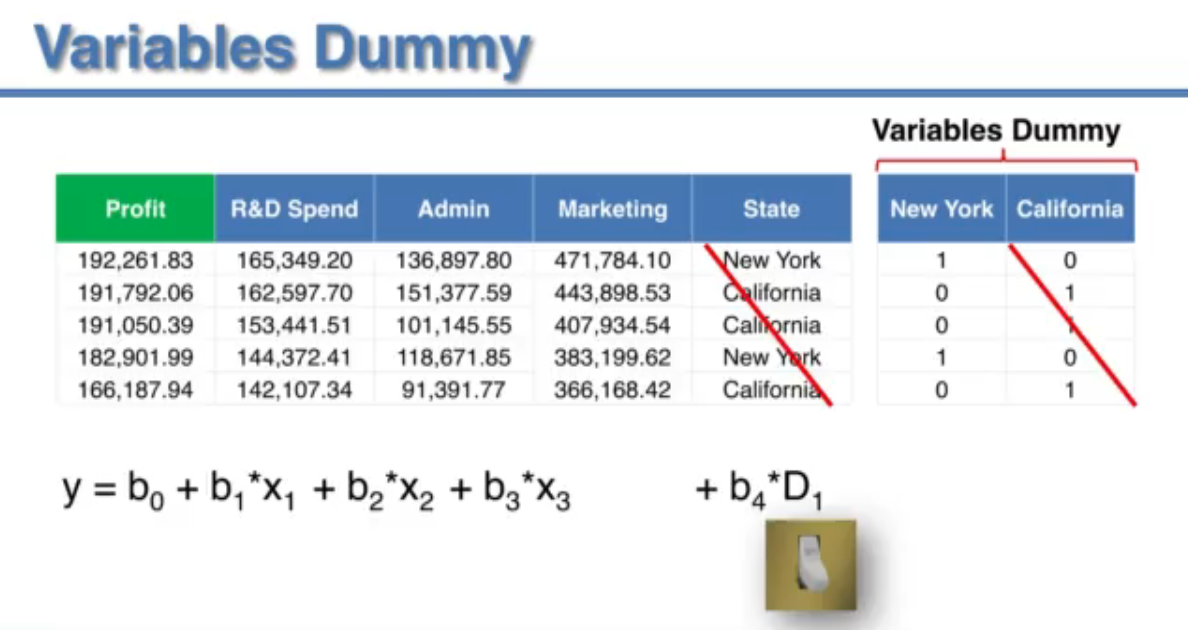 Variables Dummy
Variables Dummy
Profit R&D Spend Admin Marketing State New York California
192,261.83 165,349.20 136,897.80 471,784.10 New York 1 0
191,792.06 162,597.70 151,377.59 443,898.53 California 0 1
191,050.39 153,441.51 101,145.55 407,934.54 California 0 1
182,901.99 144,372.41 118,671.85 383,199.62 New York 1 0
166,187.94 142,107.34 91,391.77 366,168.42 California 0 1
y = b₀ + b₁*x₁ + b₂*x₂ + b₃*x₃ + b₄*D₁